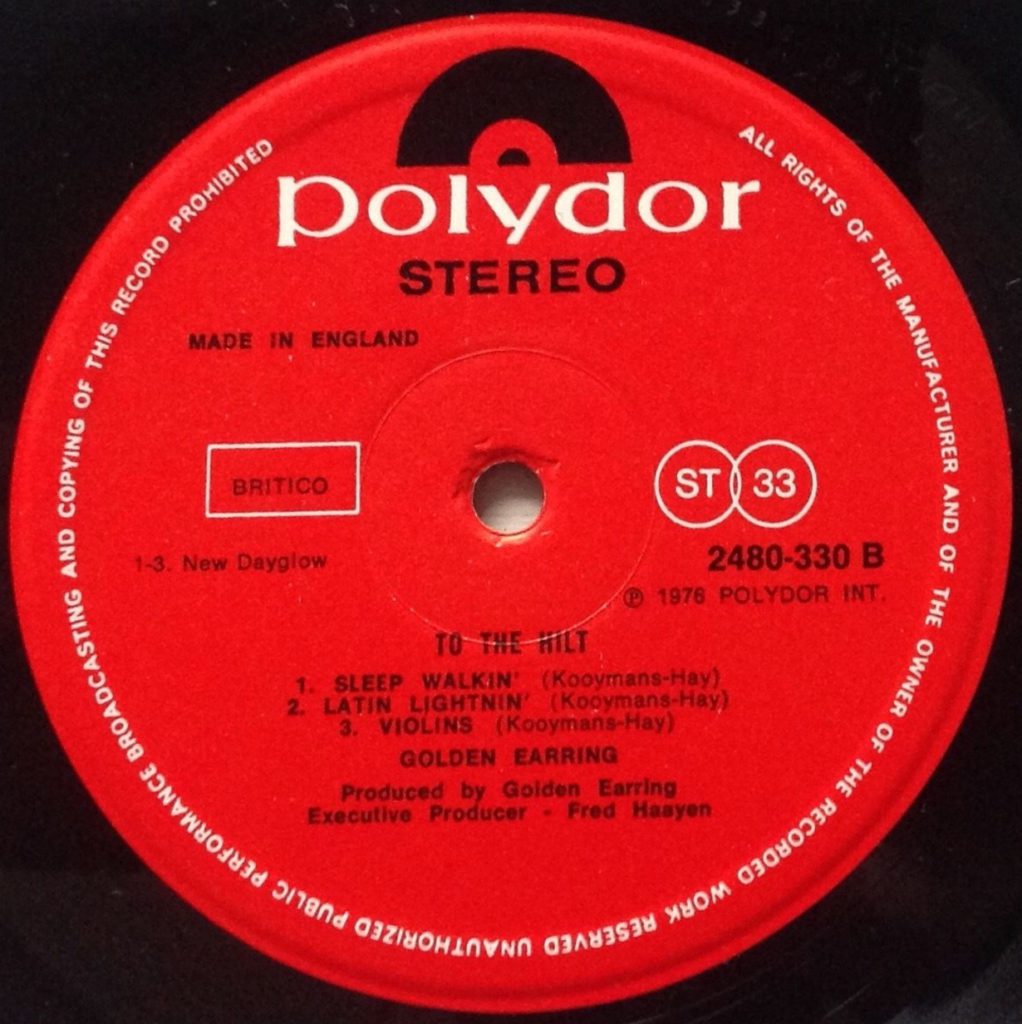 polydor
STEREO
MADE IN ENGLAND
BRITICO
ST 33
1-3. New Dayglow
2480-330 B
℗ 1976 POLYDOR INT.
TO THE HILT
1. SLEEP WALKIN' (Kooymans-Hay)
2. LATIN LIGHTNIN' (Kooymans-Hay)
3. VIOLINS (Kooymans-Hay)
GOLDEN EARRING
Produced by Golden Earring
Executive Producer - Fred Haayen
ALL RIGHTS OF THE MANUFACTURER AND OF THE OWNER OF THE RECORDED WORK RESERVED UNAUTHORIZED PUBLIC PERFORMANCE BROADCASTING AND COPYING OF THIS RECORD PROHIBITED